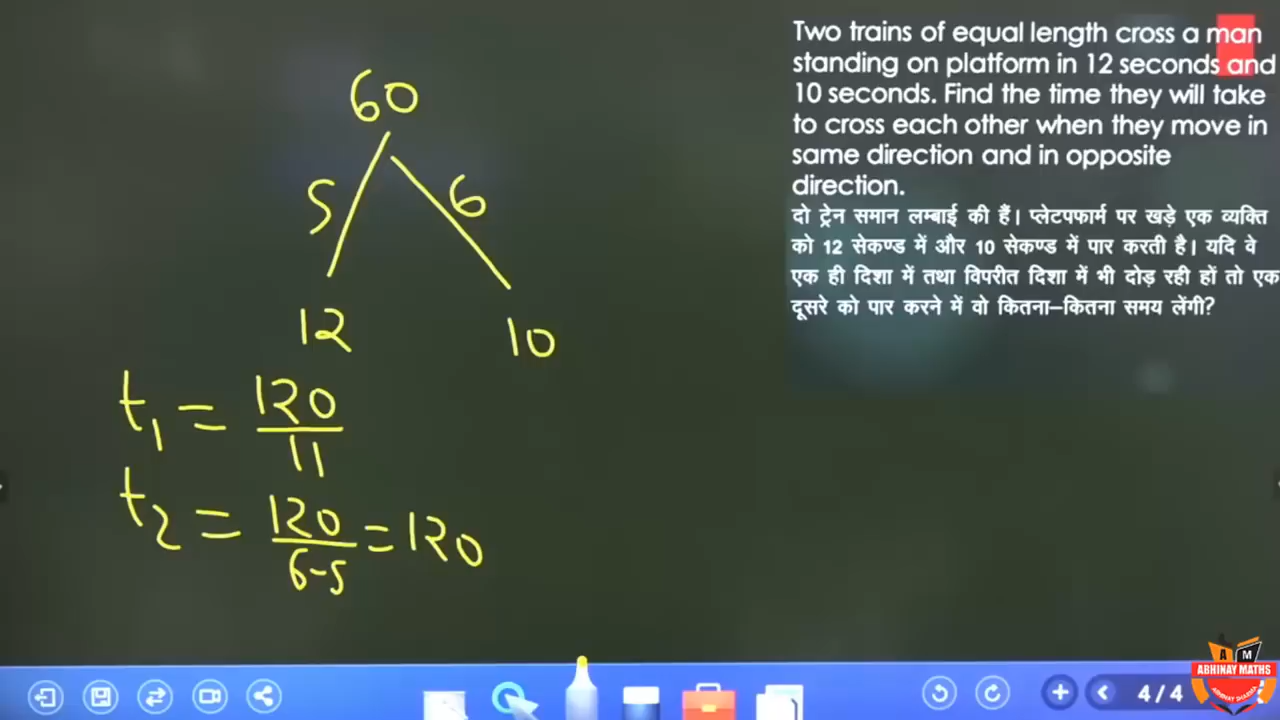 60
5
6
12
10
t₁ = 120/11
t₂ = 120/6-5 = 120
Two trains of equal length cross a man
standing on platform in 12 seconds and
10 seconds. Find the time they will take
to cross each other when they move in
same direction and in opposite
direction.
दो ट्रेन समान लम्बाई की हैं। प्लेटपफार्म पर खड़े एक व्यक्ति
को 12 सेकण्ड में और 10 सेकण्ड में पार करती है। यदि वे
एक ही दिशा में तथा विपरीत दिशा में भी दोड़ रही हों तो एक
दूसरे को पार करने में वो कितना–कितना समय लेंगी?
4 / 4
A M
ABHINAY MATHS
ABHINAY SHARMA